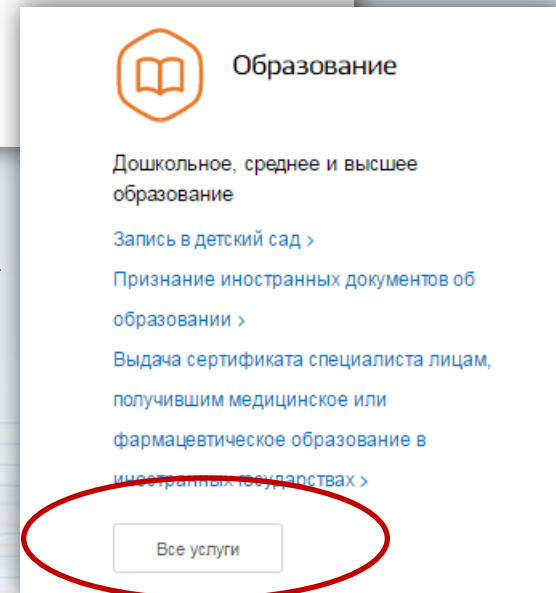 Образование
Дошкольное, среднее и высшее
образование
Запись в детский сад >
Признание иностранных документов об
образовании >
Выдача сертификата специалиста лицам,
получившим медицинское или
фармацевтическое образование в
иностранных государствах >
Все услуги